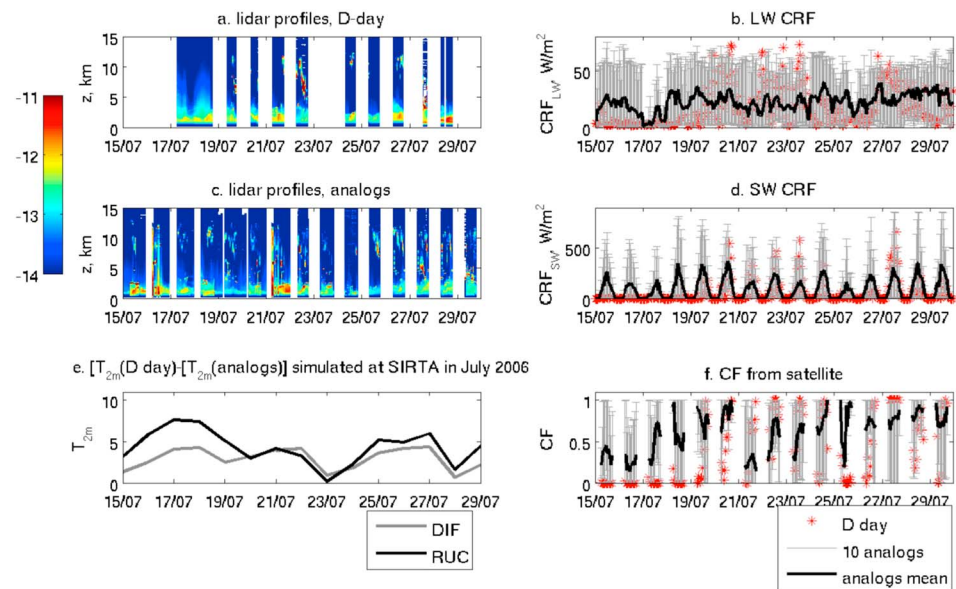 a. lidar profiles, D-day
z, km
15
10
5
0
15/07 17/07 19/07 21/07 23/07 25/07 27/07 29/07
-11
-12
-13
-14
b. LW CRF
CRF_LW, W/m²
50
0
15/07 17/07 19/07 21/07 23/07 25/07 27/07 29/07
c. lidar profiles, analogs
z, km
15
10
5
0
15/07 17/07 19/07 21/07 23/07 25/07 27/07 29/07
d. SW CRF
CRF_SW, W/m²
500
0
15/07 17/07 19/07 21/07 23/07 25/07 27/07 29/07
e. [T_2m(D day)-[T_2m(analogs)] simulated at SIRTA in July 2006
T_2m
10
5
0
15/07 17/07 19/07 21/07 23/07 25/07 27/07 29/07
DIF
RUC
f. CF from satellite
CF
1
0.5
0
15/07 17/07 19/07 21/07 23/07 25/07 27/07 29/07
D day
10 analogs
analogs mean